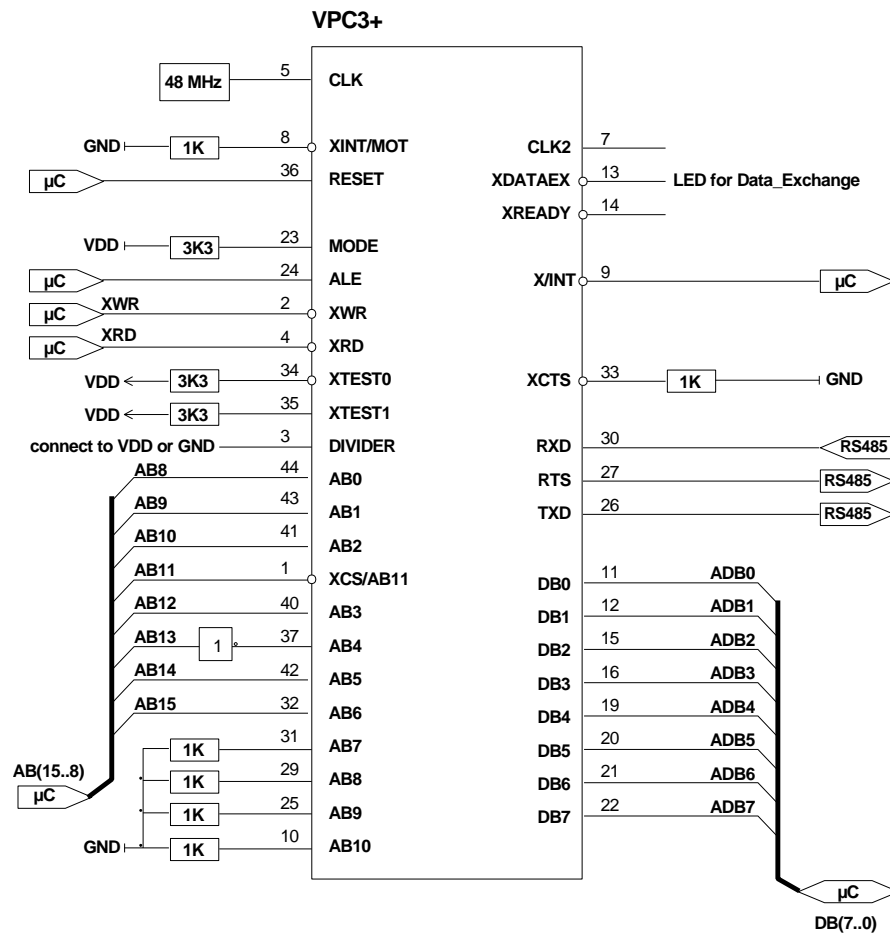 VPC3+
48 MHz 5 CLK
GND 1K 8 XINT/MOT CLK2 7
µC 36 RESET XDATAEX 13 LED for Data_Exchange
XREADY 14
VDD 3K3 23 MODE
µC 24 ALE X/INT 9 µC
µC XWR 2 XWR
µC XRD 4 XRD
VDD 3K3 34 XTEST0 XCTS 33 1K GND
VDD 3K3 35 XTEST1
connect to VDD or GND 3 DIVIDER RXD 30 RS485
AB8 44 AB0 RTS 27 RS485
AB9 43 AB1 TXD 26 RS485
AB10 41 AB2
AB11 1 XCS/AB11 DB0 11 ADB0
AB12 40 AB3 DB1 12 ADB1
AB13 1 37 AB4 DB2 15 ADB2
AB14 42 AB5 DB3 16 ADB3
AB15 32 AB6 DB4 19 ADB4
1K 31 AB7 DB5 20 ADB5
AB(15..8)
µC 1K 29 AB8 DB6 21 ADB6
1K 25 AB9 DB7 22 ADB7
GND 1K 10 AB10
µC
DB(7..0)